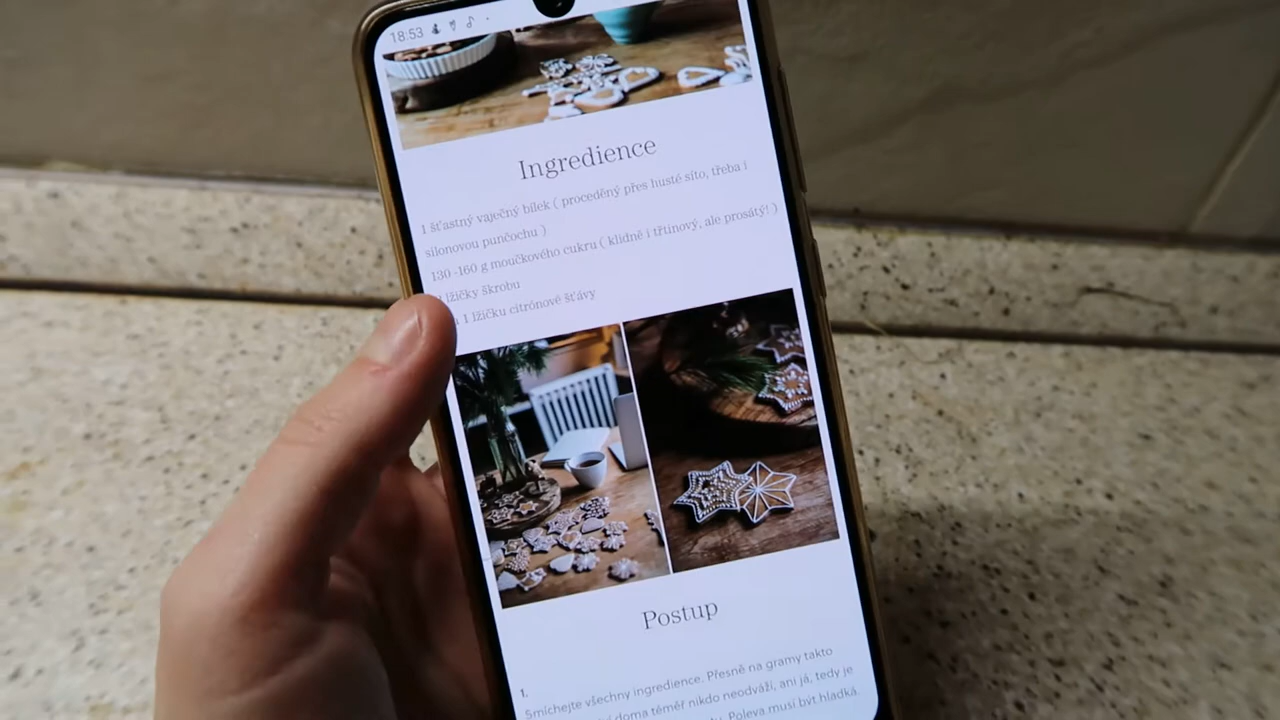 18:53
Ingredience
1 šťastný vaječný bílek ( proceděný přes husté síto, třeba i
silonovou punčochu )
130 -160 g moučkového cukru ( klidně i třtinový, ale prosátý! )
lžičky škrobu
1 lžičku citrónové šťávy
Postup
1.
Smíchejte všechny ingredience. Přesně na gramy takto
doma téměř nikdo neodváží, ani já, tedy je
Poleva musí být hladká.